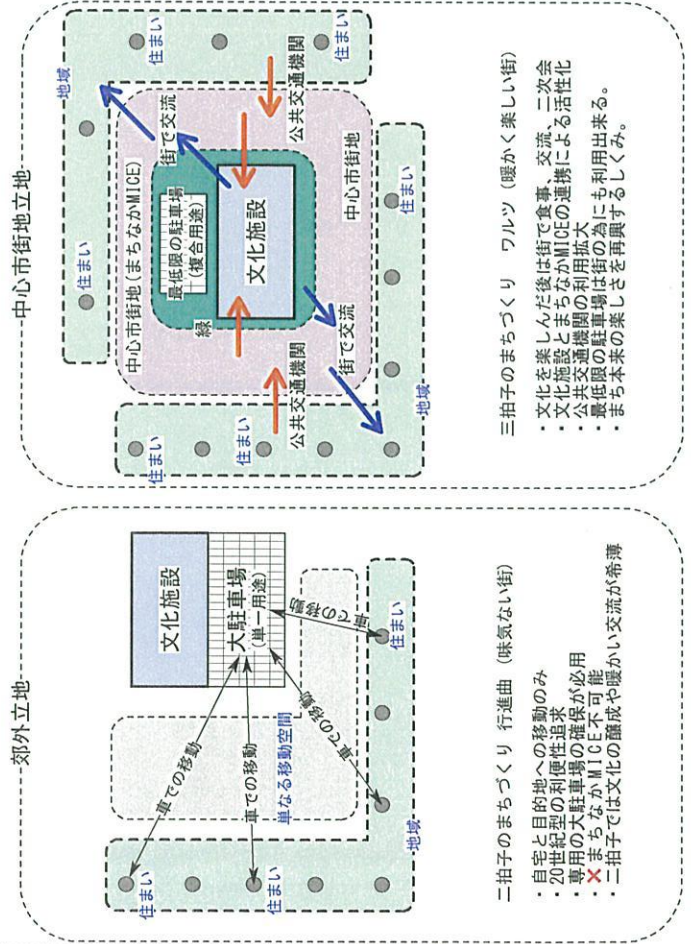 郊外立地
文化施設
大駐車場
(単一用途)
車での移動
車での移動
車での移動
車での移動
単なる移動空間
住まい
住まい
住まい
地域
二拍子のまちづくり 行進曲 (味気ない街)
・自宅と目的地への移動のみ
・20世紀型の利便性追求
・専用の大駐車場の確保が必用
・×まちなかMICE不可能
・二拍子では文化の醸成や暖かい交流が希薄
中心市街地立地
住まい
住まい
地域
住まい
住まい
中心市街地(まちなかMICE)
街で交流
最低限の駐車場
(複合用途)
緑
文化施設
公共交通機関
公共交通機関
街で交流
中心市街地
住まい
住まい
住まい
地域
三拍子のまちづくり ワルツ (暖かく楽しい街)
・文化を楽しんだ後は街で食事、交流、二次会
・文化施設とまちなかMICEの連携による活性化
・公共交通機関の利用拡大
・最低限の駐車場は街の為にも利用出来る。
・まち本来の楽しさを再興するしくみ。